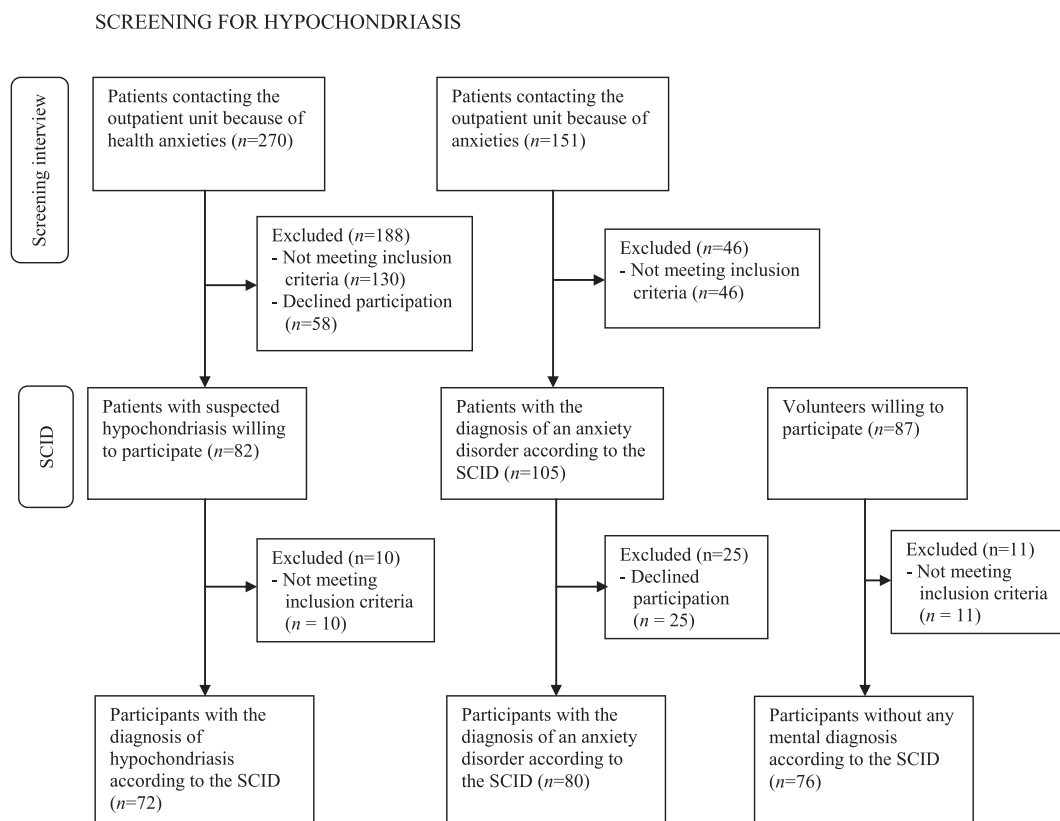 SCREENING FOR HYPOCHONDRIASIS
Screening interview
Patients contacting the
outpatient unit because of
health anxieties (n=270)
Patients contacting the
outpatient unit because of
anxieties (n=151)
Excluded (n=188)
- Not meeting inclusion
criteria (n=130)
- Declined participation
(n=58)
Excluded (n=46)
- Not meeting inclusion
criteria (n=46)
SCID
Patients with suspected
hypochondriasis willing
to participate (n=82)
Patients with the
diagnosis of an anxiety
disorder according to the
SCID (n=105)
Volunteers willing to
participate (n=87)
Excluded (n=10)
- Not meeting
inclusion criteria
(n = 10)
Excluded (n=25)
- Declined
participation
(n = 25)
Excluded (n=11)
- Not meeting
inclusion criteria
(n = 11)
Participants with the
diagnosis of
hypochondriasis
according to the SCID
(n=72)
Participants with the
diagnosis of an anxiety
disorder according to
the SCID (n=80)
Participants without any
mental diagnosis
according to the SCID
(n=76)